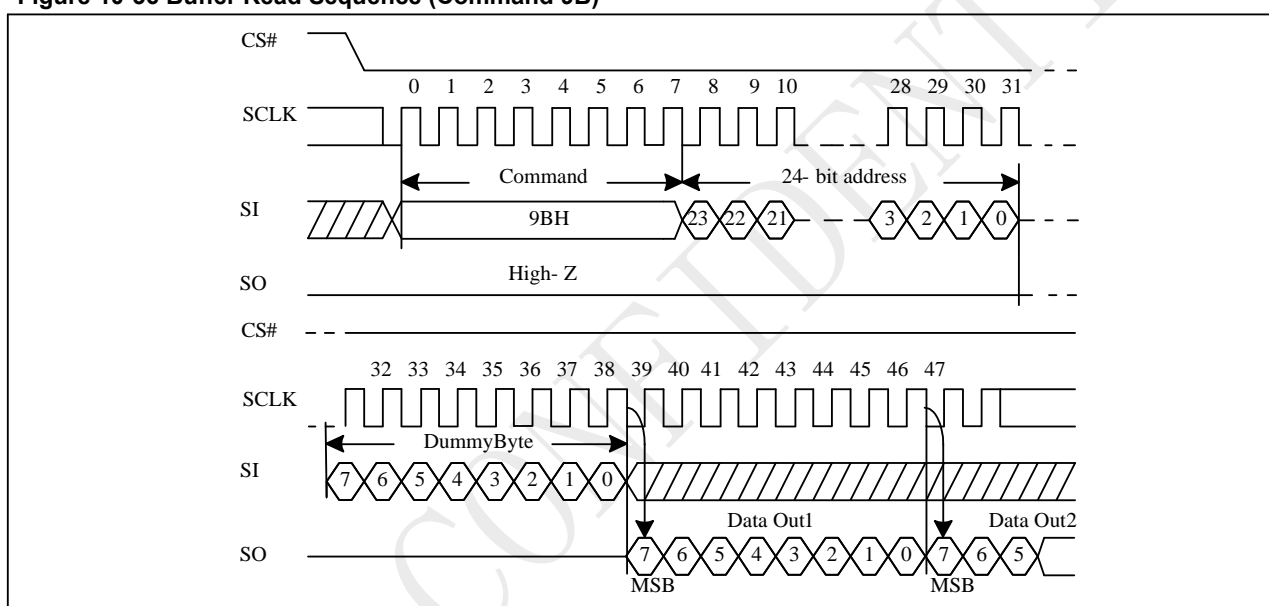 Figure 10-38 Buffer Read Sequence (Command 9B)
CS#
0 1 2 3 4 5 6 7 8 9 10 28 29 30 31
SCLK
Command 24- bit address
SI 9BH 23 22 21 3 2 1 0
High- Z
SO
CS#
32 33 34 35 36 37 38 39 40 41 42 43 44 45 46 47
SCLK
DummyByte
SI 7 6 5 4 3 2 1 0
Data Out1 Data Out2
SO 7 6 5 4 3 2 1 0 7 6 5
MSB MSB
CONFIDENT